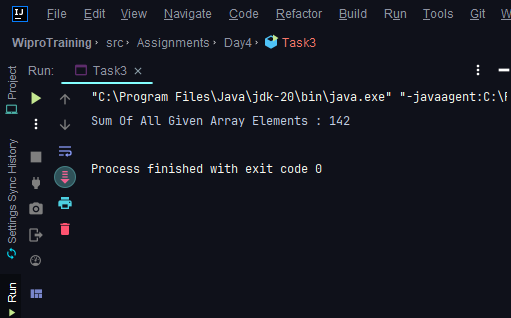 IJ File Edit View Navigate Code Refactor Build Run Tools Git
WiproTraining › src › Assignments › Day4 › Task3
Run: Task3 ×
"C:\Program Files\Java\jdk-20\bin\java.exe" "-javaagent:C:\
Sum Of All Given Array Elements : 142
Process finished with exit code 0
Project
Settings Sync History
Run